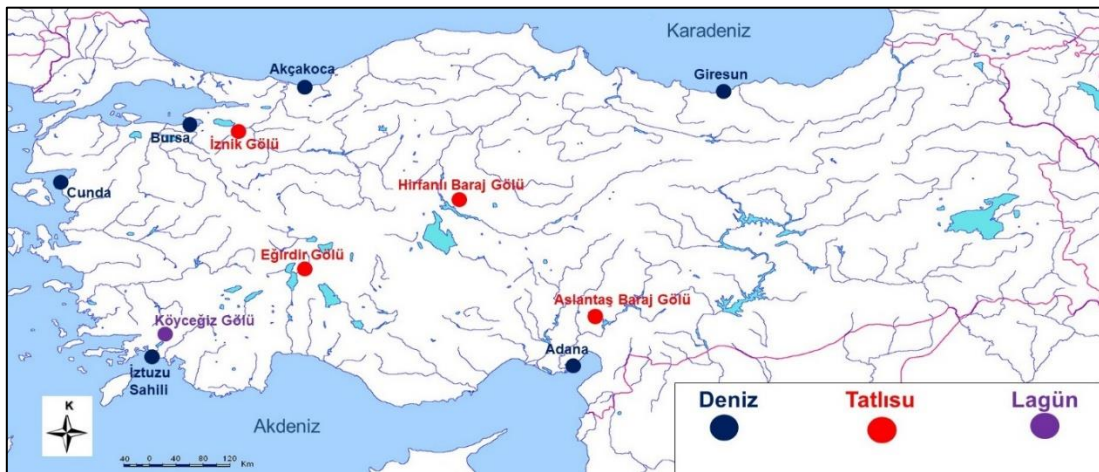 Karadeniz
Akçakoca
Giresun
Bursa
İznik Gölü
Cunda
Hirfanlı Baraj Gölü
Eğirdir Gölü
Aslantaş Baraj Gölü
Köyceğiz Gölü
Adana
İztuzu
Sahili
Akdeniz
K
40 0 40 80 120
Km
Deniz
Tatlısu
Lagün